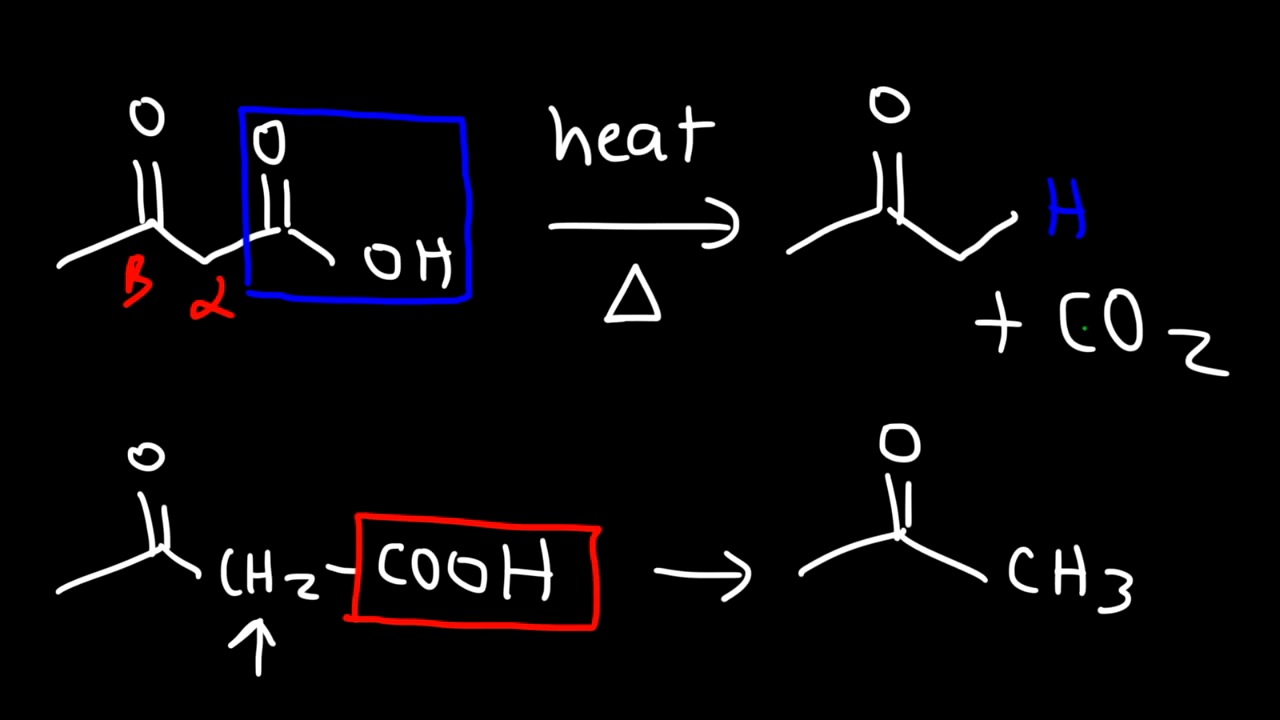 O O OH heat Δ O H
β α + CO2
O CH2 - COOH → O CH3